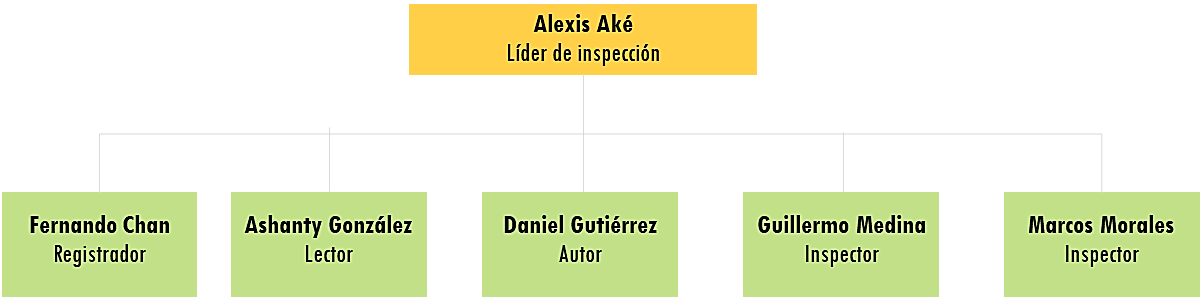 Alexis Aké
Líder de inspección
Fernando Chan
Registrador
Ashanty González
Lector
Daniel Gutiérrez
Autor
Guillermo Medina
Inspector
Marcos Morales
Inspector